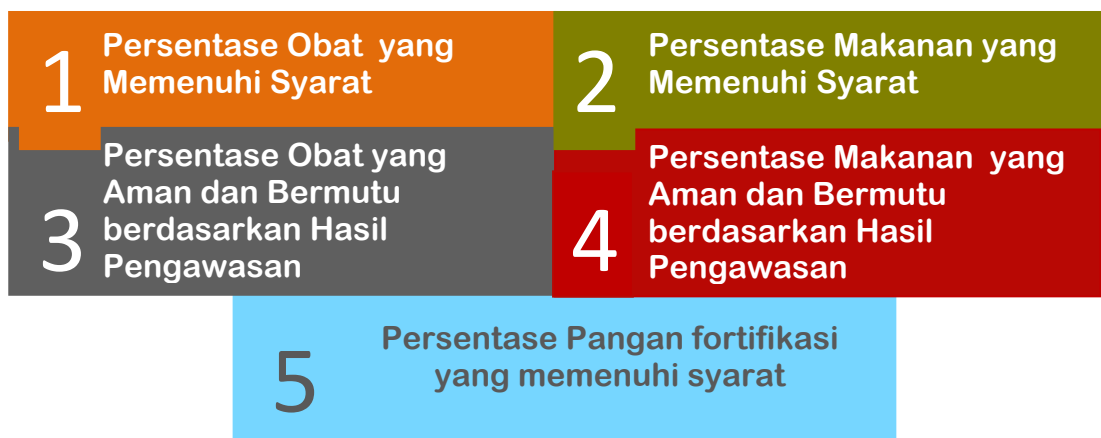 1
Persentase Obat yang
Memenuhi Syarat
2
Persentase Makanan yang
Memenuhi Syarat
3
Persentase Obat yang
Aman dan Bermutu
berdasarkan Hasil
Pengawasan
4
Persentase Makanan yang
Aman dan Bermutu
berdasarkan Hasil
Pengawasan
5
Persentase Pangan fortifikasi
yang memenuhi syarat